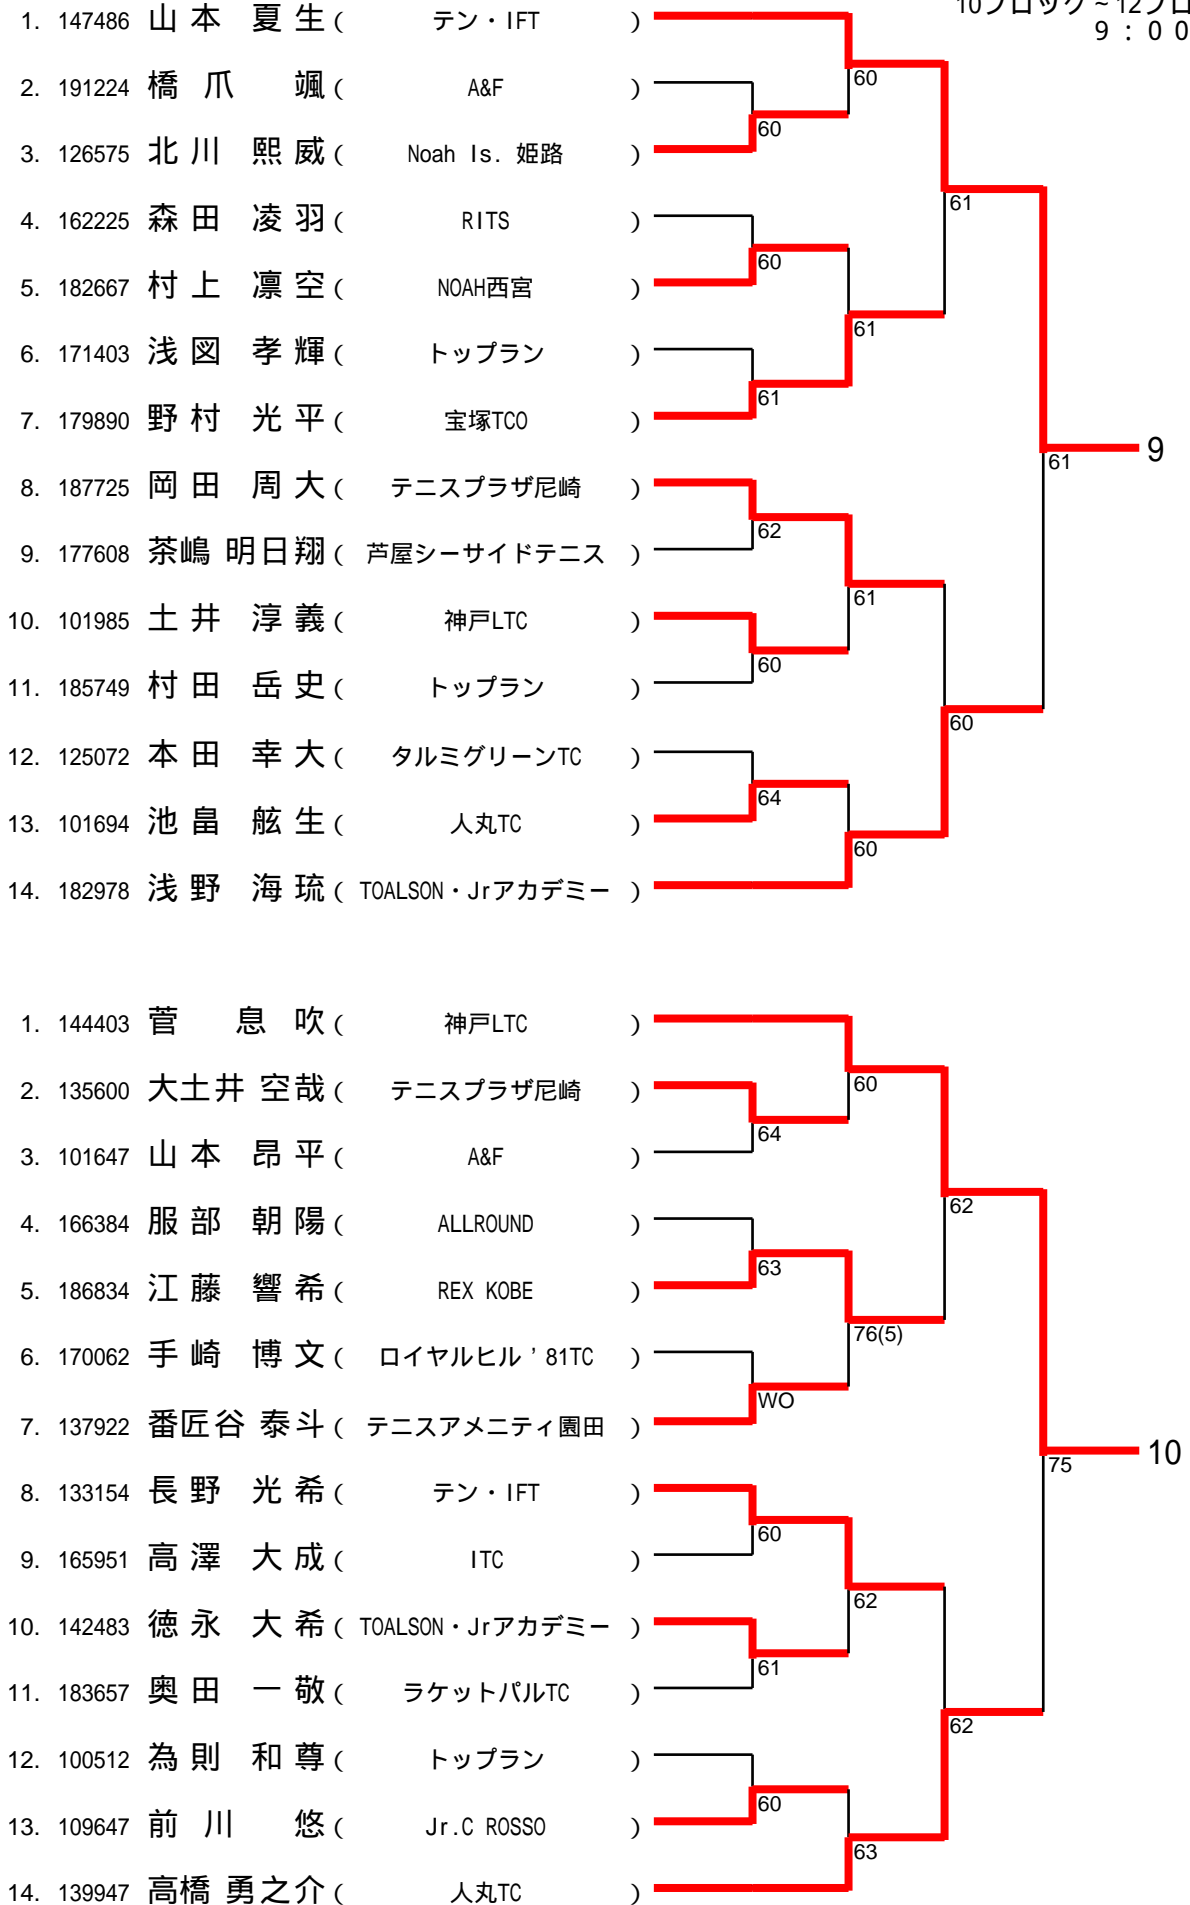 10ブロック~12ブロ
9:00
1. 147486 山本 夏生 ( テン・IFT )
60
2. 191224 橋爪 颯 ( A&F )
60
3. 126575 北川 熙威 ( Noah Is. 姫路 )
61
4. 162225 森田 凌羽 ( RITS )
60
5. 182667 村上 凛空 ( NOAH西宮 )
61
6. 171403 浅図 孝輝 ( トップラン )
61
7. 179890 野村 光平 ( 宝塚TCO )
61 9
8. 187725 岡田 周大 ( テニスプラザ尼崎 )
62
9. 177608 茶嶋 明日翔 ( 芦屋シーサイドテニス )
61
10. 101985 土井 淳義 ( 神戸LTC )
60
11. 185749 村田 岳史 ( トップラン )
60
12. 125072 本田 幸大 ( タルミグリーンTC )
64
13. 101694 池畠 舷生 ( 人丸TC )
60
14. 182978 浅野 海琉 ( TOALSON・Jrアカデミー )
1. 144403 菅 息吹 ( 神戸LTC )
60
2. 135600 大土井 空哉 ( テニスプラザ尼崎 )
64
3. 101647 山本 昂平 ( A&F )
62
4. 166384 服部 朝陽 ( ALLROUND )
63
5. 186834 江藤 響希 ( REX KOBE )
76(5)
6. 170062 手崎 博文 ( ロイヤルヒル’81TC )
WO
7. 137922 番匠谷 泰斗 ( テニスアメニティ園田 )
75 10
8. 133154 長野 光希 ( テン・IFT )
60
9. 165951 高澤 大成 ( ITC )
62
10. 142483 徳永 大希 ( TOALSON・Jrアカデミー )
61
11. 183657 奥田 一敬 ( ラケットパルTC )
62
12. 100512 為則 和尊 ( トップラン )
60
13. 109647 前川 悠 ( Jr.C ROSSO )
63
14. 139947 高橋 勇之介 ( 人丸TC )